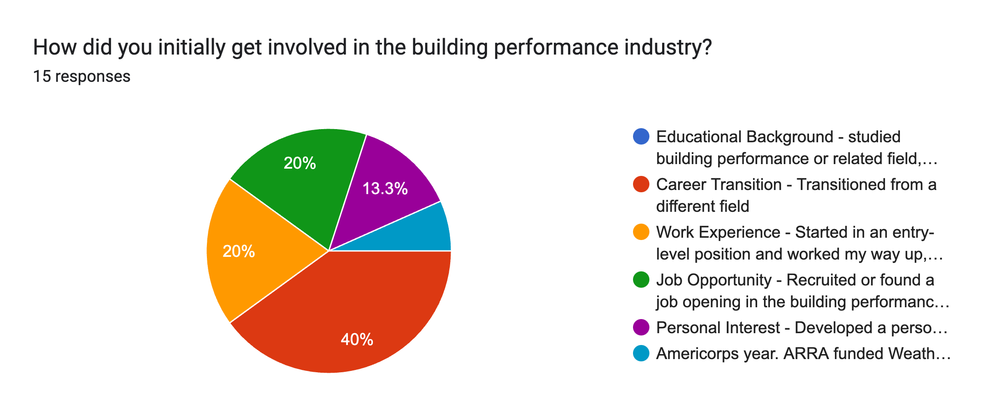 How did you initially get involved in the building performance industry?
15 responses
20%
13.3%
20%
40%
Educational Background - studied
building performance or related field,…
Career Transition - Transitioned from a
different field
Work Experience - Started in an entry-
level position and worked my way up,…
Job Opportunity - Recruited or found a
job opening in the building performanc…
Personal Interest - Developed a perso…
Americorps year. ARRA funded Weath…